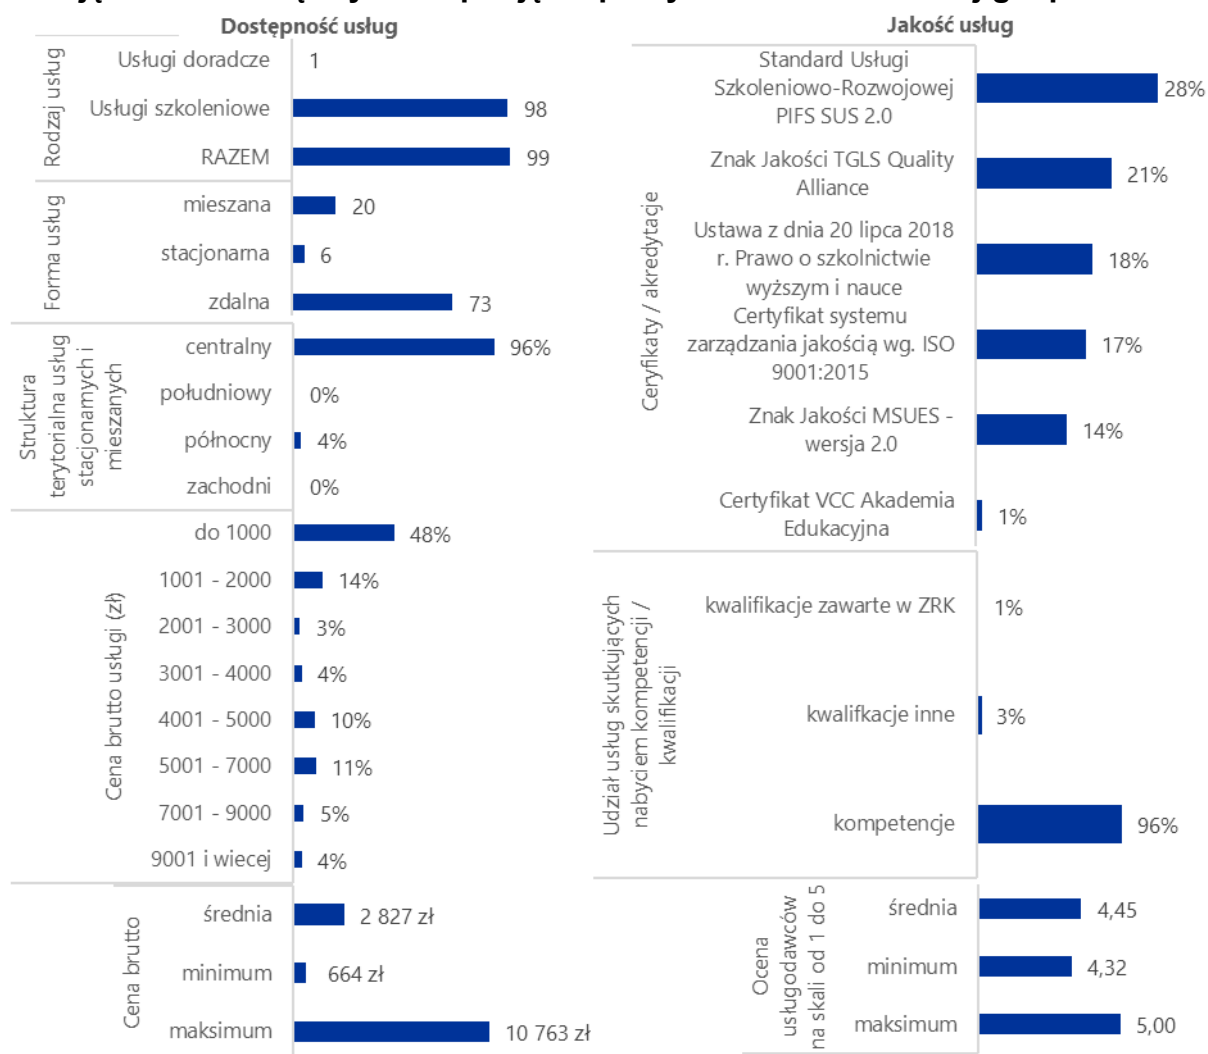 Dostępność usług
Rodzaj usług
Usługi doradcze 1
Usługi szkoleniowe 98
RAZEM 99
Forma usług
mieszana 20
stacjonarna 6
zdalna 73
Struktura
terytorialna usług
stacjonarnych i
mieszanych
centralny 96%
południowy 0%
północny 4%
zachodni 0%
Cena brutto usługi (zł)
do 1000 48%
1001 - 2000 14%
2001 - 3000 3%
3001 - 4000 4%
4001 - 5000 10%
5001 - 7000 11%
7001 - 9000 5%
9001 i wiecej 4%
Cena brutto
średnia 2 827 zł
minimum 664 zł
maksimum 10 763 zł
Jakość usług
Ceryfikaty / akredytacje
Standard Usługi
Szkoleniowo-Rozwojowej
PIFS SUS 2.0
28%
Znak Jakości TGLS Quality
Alliance
21%
Ustawa z dnia 20 lipca 2018
r. Prawo o szkolnictwie
wyższym i nauce
18%
Certyfikat systemu
zarządzania jakością wg. ISO
9001:2015
17%
Znak Jakości MSUES -
wersja 2.0
14%
Certyfikat VCC Akademia
Edukacyjna
1%
Udział usług skutkujących
nabyciem kompetencji /
kwalifikacji
kwalifikacje zawarte w ZRK 1%
kwalifkacje inne 3%
kompetencje 96%
Ocena
usługodawców
na skali od 1 do 5
średnia 4,45
minimum 4,32
maksimum 5,00